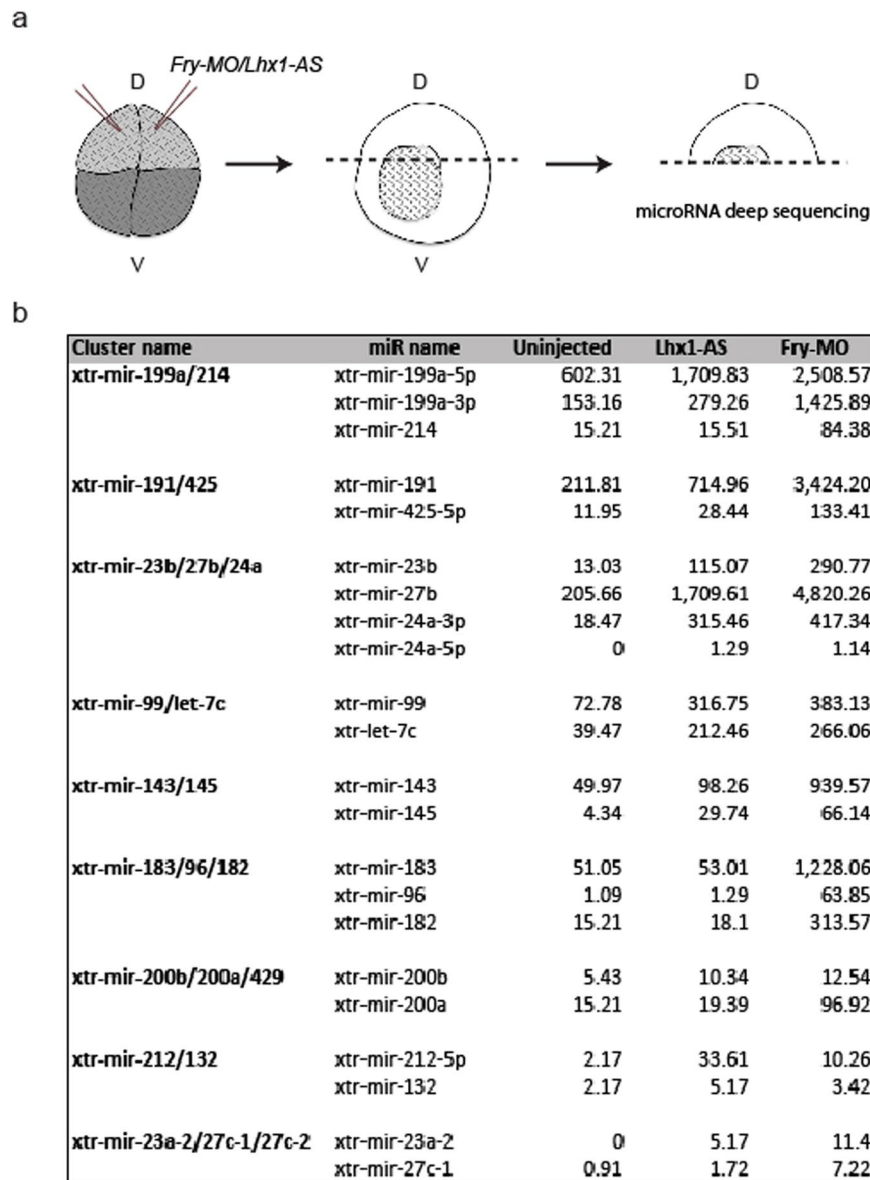 a
Fry-MO/Lhx1-AS
D D D
V V
microRNA deep sequencing
b
Cluster name miR name Uninjected Lhx1-AS Fry-MO
xtr-mir-199a/214 xtr-mir-199a-5p 602.31 1,709.83 2,508.57
xtr-mir-199a-3p 153.16 279.26 1,425.89
xtr-mir-214 15.21 15.51 84.38
xtr-mir-191/425 xtr-mir-191 211.81 714.96 3,424.20
xtr-mir-425-5p 11.95 28.44 133.41
xtr-mir-23b/27b/24a xtr-mir-23b 13.03 115.07 290.77
xtr-mir-27b 205.66 1,709.61 4,820.26
xtr-mir-24a-3p 18.47 315.46 417.34
xtr-mir-24a-5p 0 1.29 1.14
xtr-mir-99/let-7c xtr-mir-99 72.78 316.75 383.13
xtr-let-7c 39.47 212.46 266.06
xtr-mir-143/145 xtr-mir-143 49.97 98.26 939.57
xtr-mir-145 4.34 29.74 66.14
xtr-mir-183/96/182 xtr-mir-183 51.05 53.01 1,228.06
xtr-mir-96 1.09 1.29 63.85
xtr-mir-182 15.21 18.1 313.57
xtr-mir-200b/200a/429 xtr-mir-200b 5.43 10.34 12.54
xtr-mir-200a 15.21 19.39 96.92
xtr-mir-212/132 xtr-mir-212-5p 2.17 33.61 10.26
xtr-mir-132 2.17 5.17 3.42
xtr-mir-23a-2/27c-1/27c-2 xtr-mir-23a-2 0 5.17 11.4
xtr-mir-27c-1 0.91 1.72 7.22